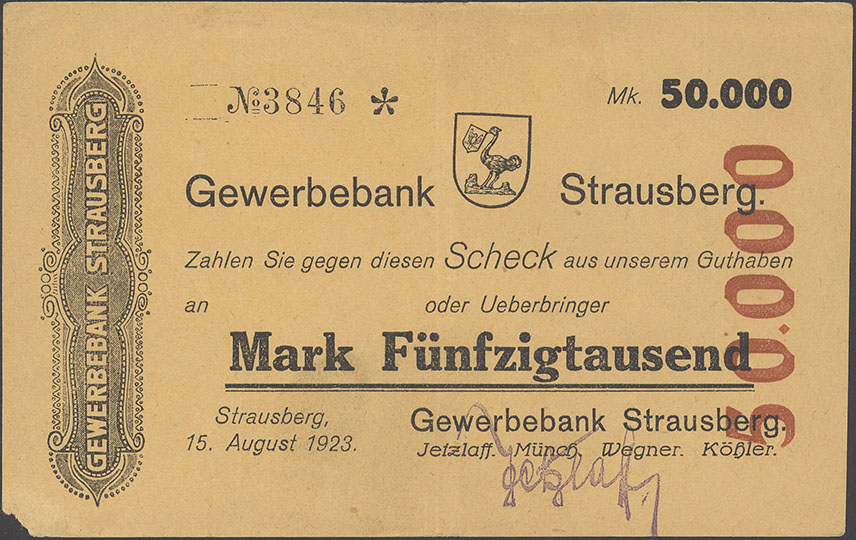 №3846 *
Mk. 50.000
Gewerbebank Strausberg.
Zahlen Sie gegen diesen Scheck aus unserem Guthaben
an oder Ueberbringer
Mark Fünfzigtausend
Strausberg,
15. August 1923.
Gewerbebank Strausberg.
Jetzlaff. Münch. Wegner. Kößler.
Jetzlaff.
GEWERBEBANK STRAUSBERG
50.000